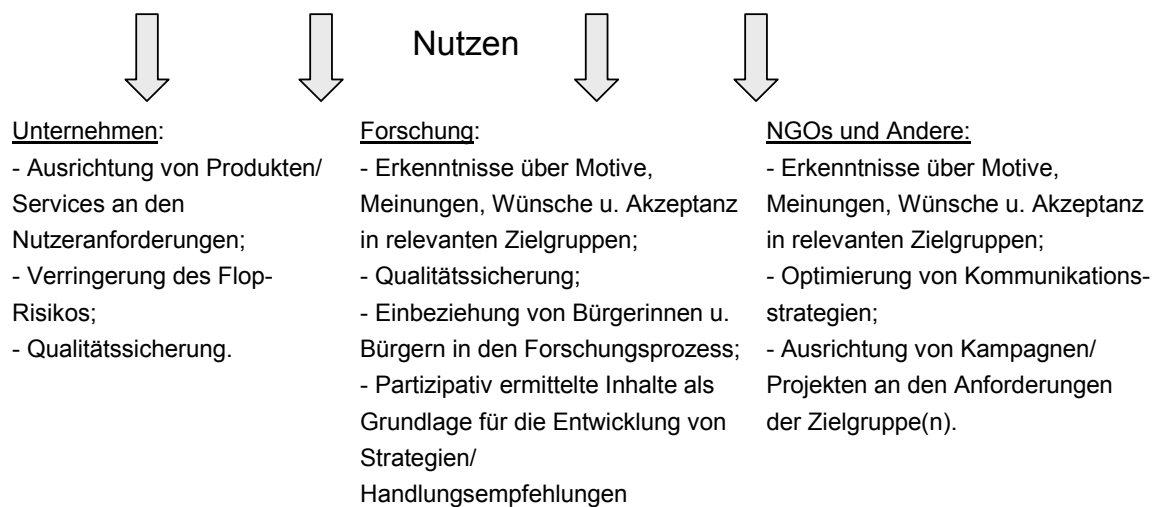 Nutzen
Unternehmen:
- Ausrichtung von Produkten/
Services an den
Nutzeranforderungen;
- Verringerung des Flop-
Risikos;
- Qualitätssicherung.
Forschung:
- Erkenntnisse über Motive,
Meinungen, Wünsche u. Akzeptanz
in relevanten Zielgruppen;
- Qualitätssicherung;
- Einbeziehung von Bürgerinnen u.
Bürgern in den Forschungsprozess;
- Partizipativ ermittelte Inhalte als
Grundlage für die Entwicklung von
Strategien/
Handlungsempfehlungen
NGOs und Andere:
- Erkenntnisse über Motive,
Meinungen, Wünsche u. Akzeptanz
in relevanten Zielgruppen;
- Optimierung von Kommunikations-
strategien;
- Ausrichtung von Kampagnen/
Projekten an den Anforderungen
der Zielgruppe(n).